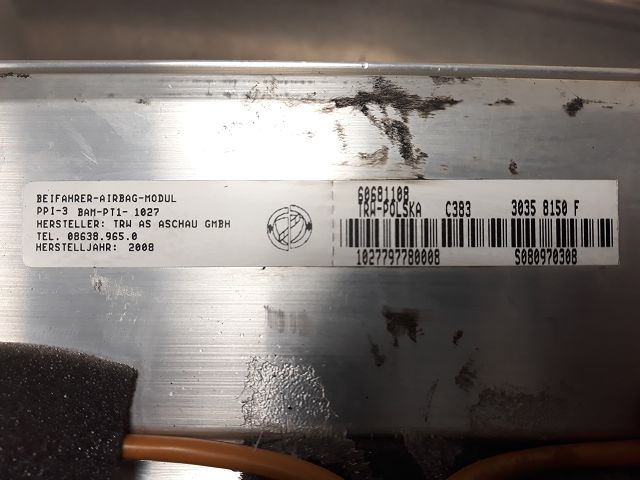 BEIFAHRER-AIRBAG-MODUL
PPI-3 BAM-PT1- 1027
HERSTELLER: TRW AS ASCHAU GMBH
TEL. 08638.965.0
HERSTELLJAHR: 2008
60691108
TRW-POLSKA C383 3035 8150 F
1027797780008 S080970308